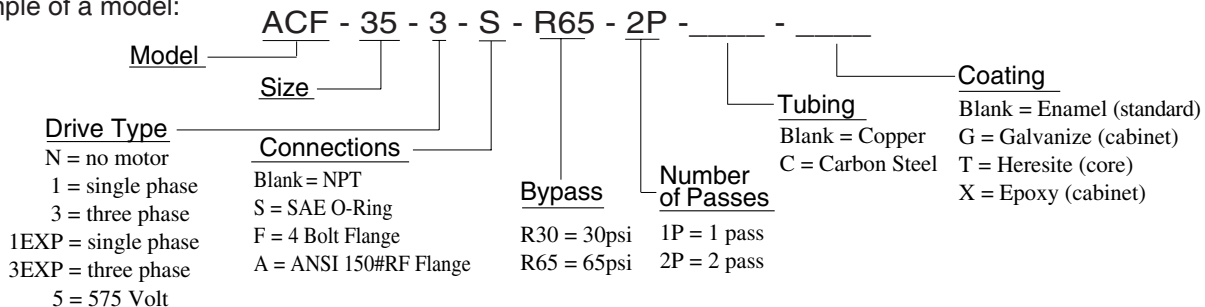 mple of a model:
ACF - 35 - 3 - S - R65 - 2P -____ - ____
Model
Size
Drive Type
N = no motor
1 = single phase
3 = three phase
1EXP = single phase
3EXP = three phase
5 = 575 Volt
Connections
Blank = NPT
S = SAE O-Ring
F = 4 Bolt Flange
A = ANSI 150#RF Flange
Bypass
R30 = 30psi
R65 = 65psi
Number
of Passes
1P = 1 pass
2P = 2 pass
Tubing
Blank = Copper
C = Carbon Steel
Coating
Blank = Enamel (standard)
G = Galvanize (cabinet)
T = Heresite (core)
X = Epoxy (cabinet)